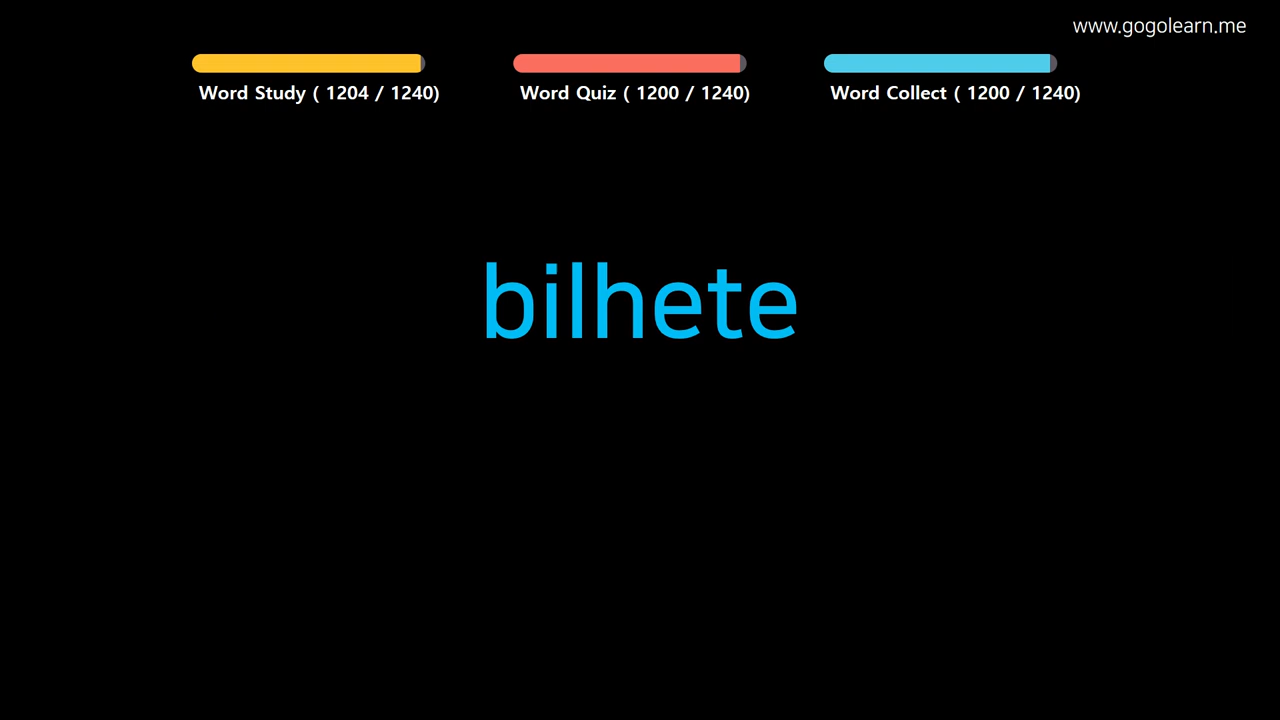 www.gogolearn.me
Word Study ( 1204 / 1240)
Word Quiz ( 1200 / 1240)
Word Collect ( 1200 / 1240)
bilhete